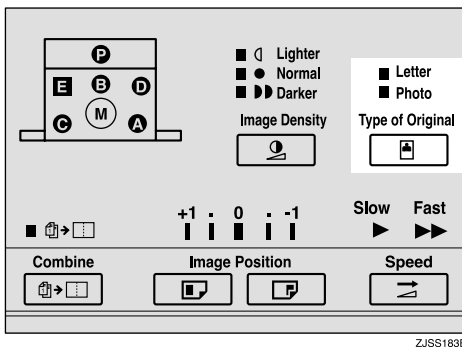 P
E B D
C M A
Lighter
Normal
Darker
Image Density
Letter
Photo
Type of Original
+1 . 0 . -1
Slow Fast
Combine
Image Position
Speed
ZJSS183E